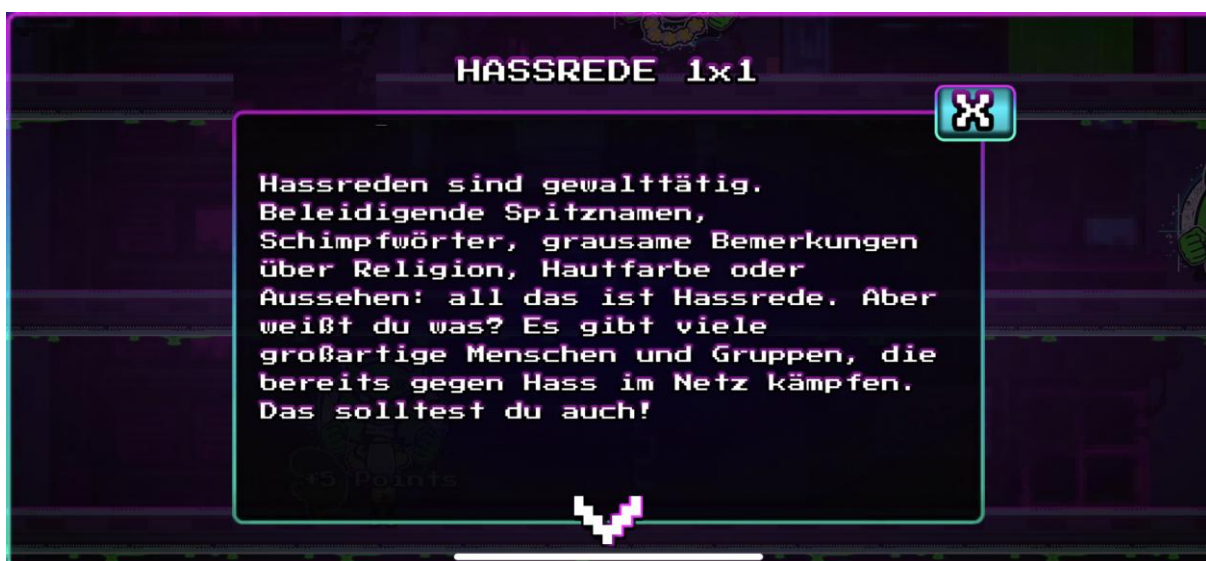 HASSREDE 1x1
X
Hassreden sind gewalttätig.
Beleidigende Spitznamen,
Schimpfwörter, grausame Bemerkungen
über Religion, Hautfarbe oder
Aussehen: all das ist Hassrede. Aber
weißt du was? Es gibt viele
großartige Menschen und Gruppen, die
bereits gegen Hass im Netz kämpfen.
Das solltest du auch!
+5 Points